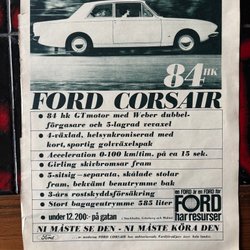 84 HK
FORD CORSAIR
• 84 hk GT motor med Weber dubbel-
förgasare och 5-lagrad vevaxel
• 4-växlad, helsynkroniserad med
kort, sportig golvväxelspak
• Acceleration 0-100 km/tim. på ca 15 sek.
• Girling skivbromsar fram
• 5-sitsig – separata, skålade stolar
fram, bekvämt benutrymme bak
• 3-års rostskyddsförsäkring
• Stort bagageutrymme 585 liter
• under 12.200:- på gatan
FORD
har resurser
NI MÅSTE SE DEN - NI MÅSTE KÖRA DEN
Ford